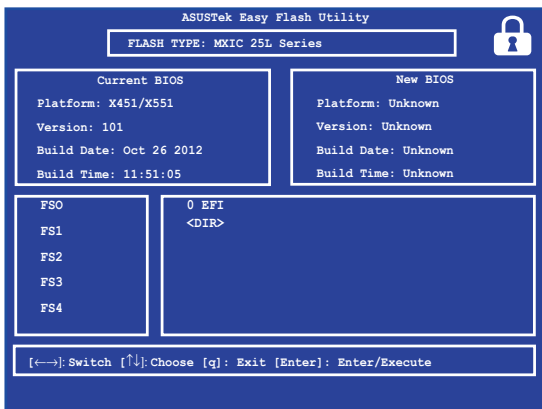 ASUSTek Easy Flash Utility
FLASH TYPE: MXIC 25L Series
Current BIOS
Platform: X451/X551
Version: 101
Build Date: Oct 26 2012
Build Time: 11:51:05
New BIOS
Platform: Unknown
Version: Unknown
Build Date: Unknown
Build Time: Unknown
FSO
FS1
FS2
FS3
FS4
0 EFI
<DIR>
[←→]: Switch [↑↓]: Choose [q]: Exit [Enter]: Enter/Execute